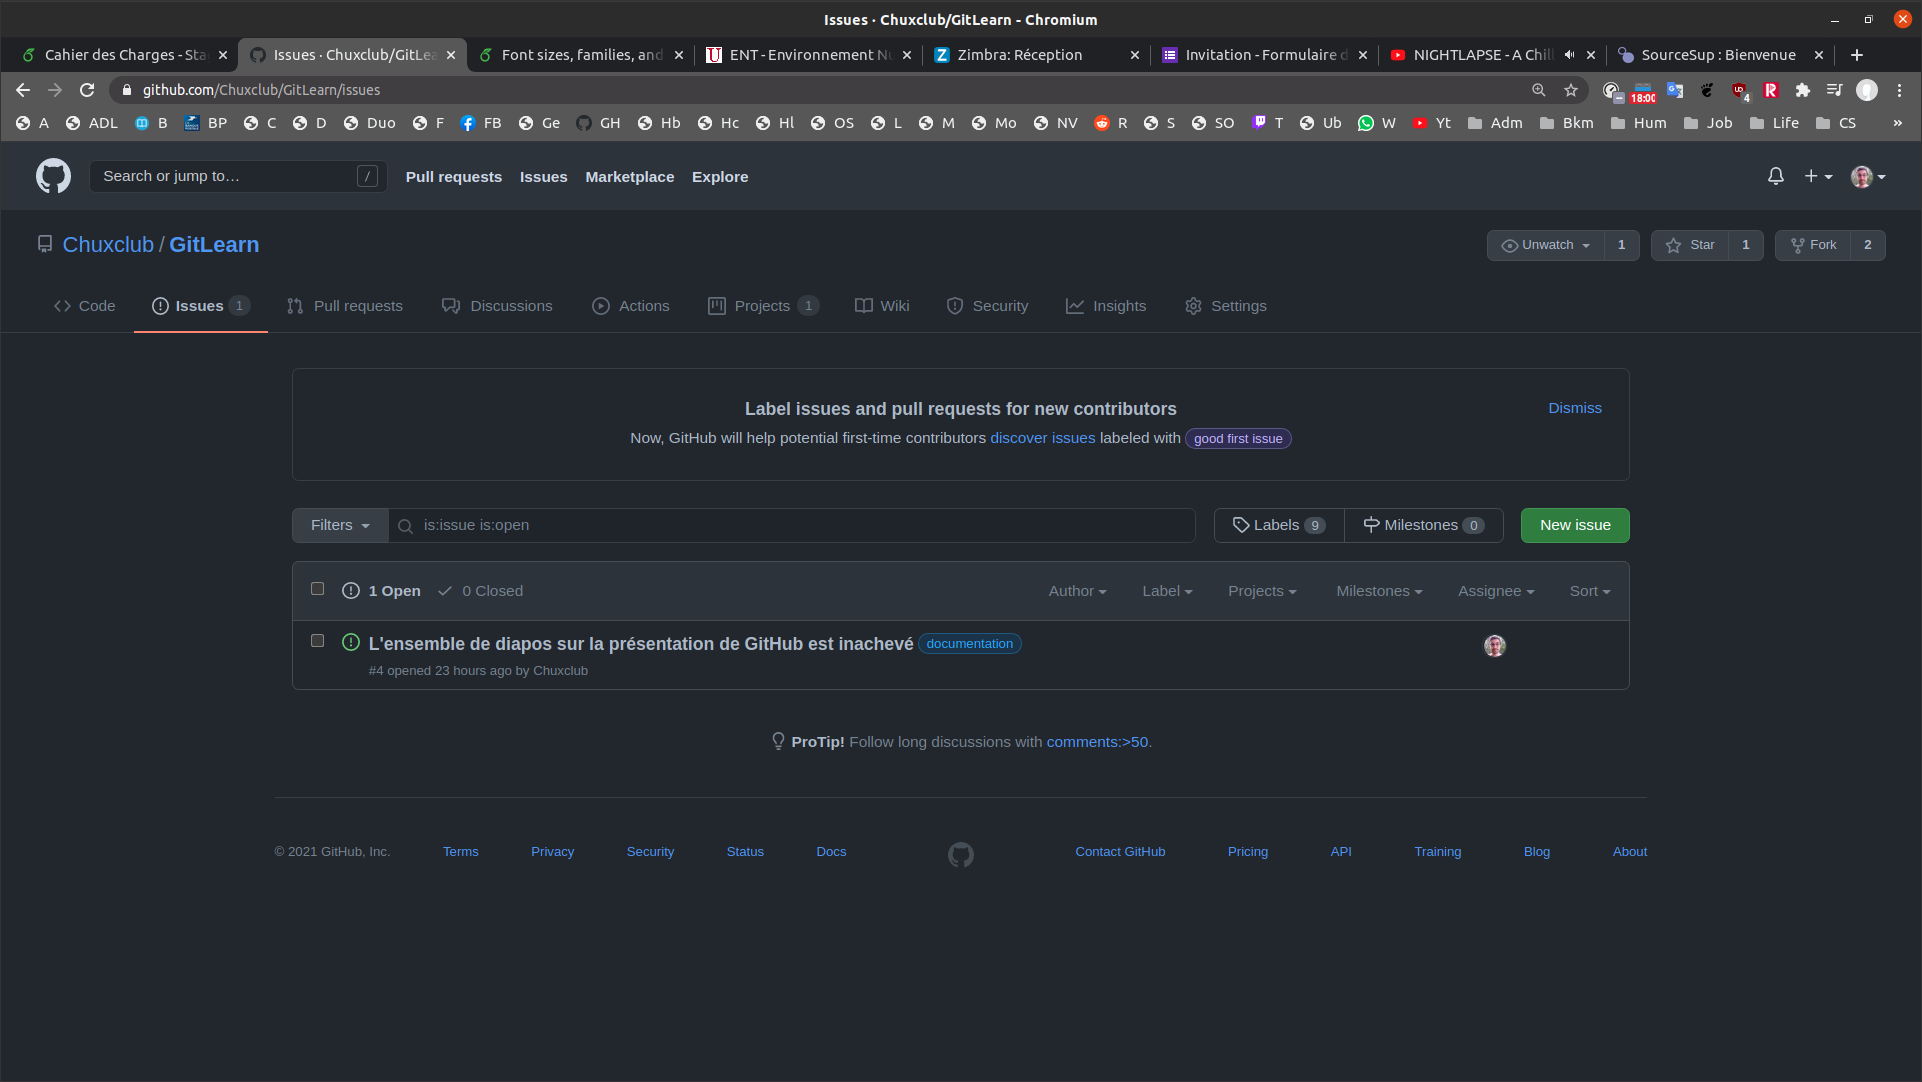 Issues · Chuxclub/GitLearn - Chromium
Cahier des Charges - Sta
Issues · Chuxclub/GitLea
Font sizes, families, and
ENT - Environnement Nu
Zimbra: Réception
Invitation - Formulaire d
NIGHTLAPSE - A Chill
SourceSup : Bienvenue
github.com/Chuxclub/GitLearn/issues
18:00
4
A ADL B BP C D Duo F FB Ge GH Hb Hc Hl OS L M Mo NV R S SO T Ub W Yt Adm Bkm Hum Job Life CS »
Search or jump to… /
Pull requests Issues Marketplace Explore
Chuxclub / GitLearn
Unwatch 1 Star 1 Fork 2
Code Issues 1 Pull requests Discussions Actions Projects 1 Wiki Security Insights Settings
Label issues and pull requests for new contributors
Dismiss
Now, GitHub will help potential first-time contributors discover issues labeled with good first issue
Filters is:issue is:open Labels 9 Milestones 0 New issue
1 Open 0 Closed Author Label Projects Milestones Assignee Sort
L'ensemble de diapos sur la présentation de GitHub est inachevé documentation
#4 opened 23 hours ago by Chuxclub
ProTip! Follow long discussions with comments:>50.
© 2021 GitHub, Inc. Terms Privacy Security Status Docs Contact GitHub Pricing API Training Blog About